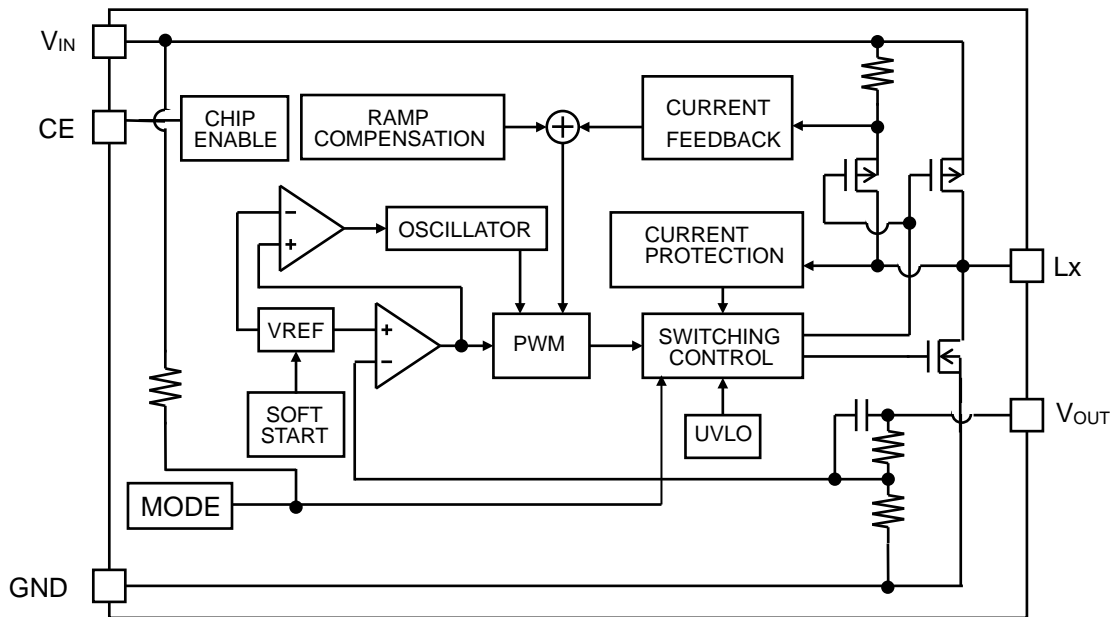 VIN
CE
CHIP
ENABLE
RAMP
COMPENSATION
+
CURRENT
FEEDBACK
−
+
OSCILLATOR
CURRENT
PROTECTION
Lx
VREF
+
−
PWM
SWITCHING
CONTROL
SOFT
START
UVLO
VOUT
MODE
GND